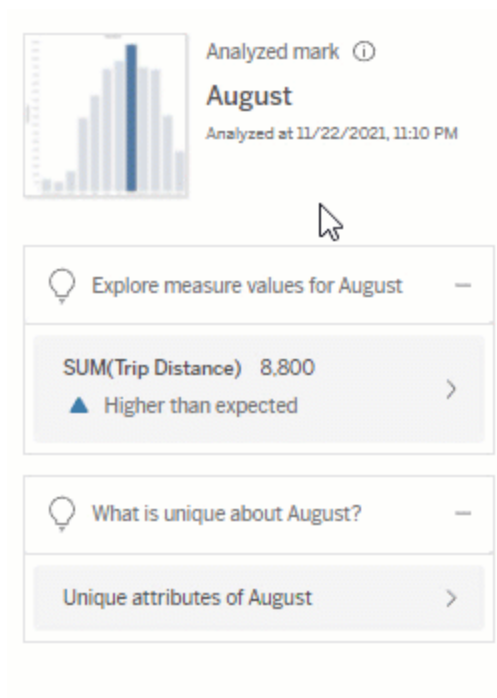 Analyzed mark
August
Analyzed at 11/22/2021, 11:10 PM
Explore measure values for August
SUM(Trip Distance) 8,800
Higher than expected
What is unique about August?
Unique attributes of August